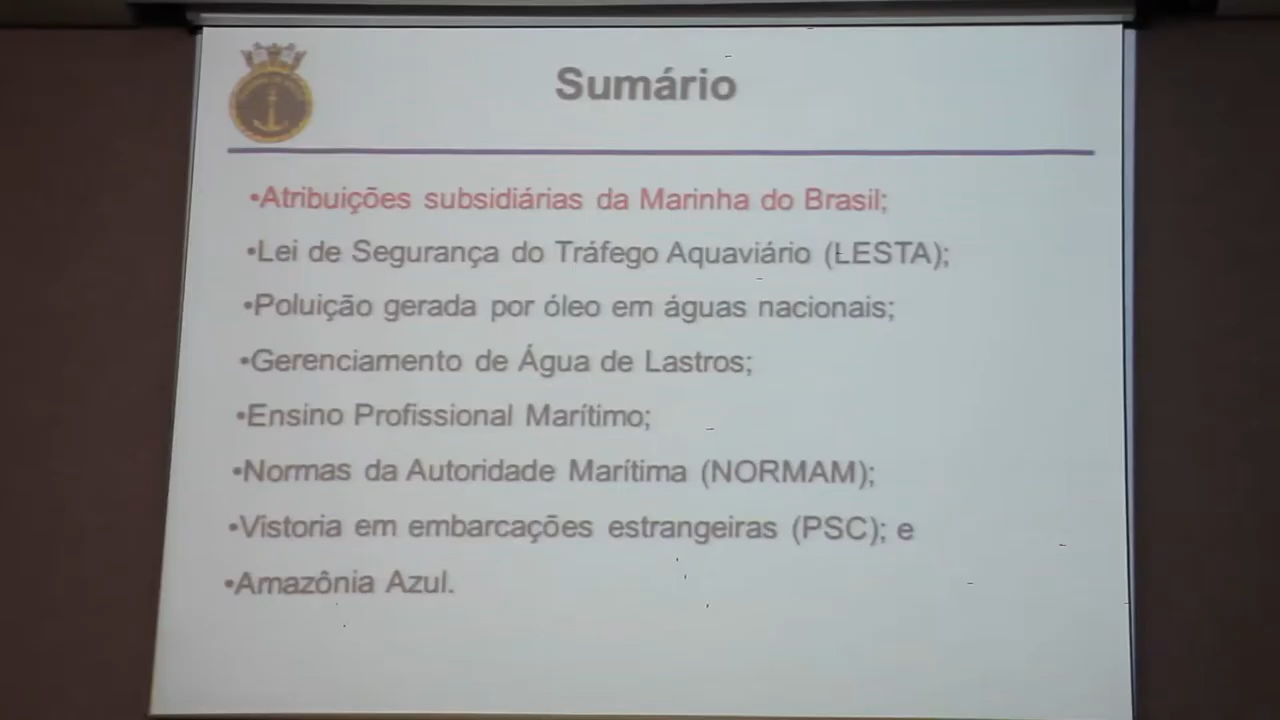 Sumário
•Atribuições subsidiárias da Marinha do Brasil;
•Lei de Segurança do Tráfego Aquaviário (LESTA);
•Poluição gerada por óleo em águas nacionais;
•Gerenciamento de Água de Lastros;
•Ensino Profissional Marítimo;
•Normas da Autoridade Marítima (NORMAM);
•Vistoria em embarcações estrangeiras (PSC); e
•Amazônia Azul.